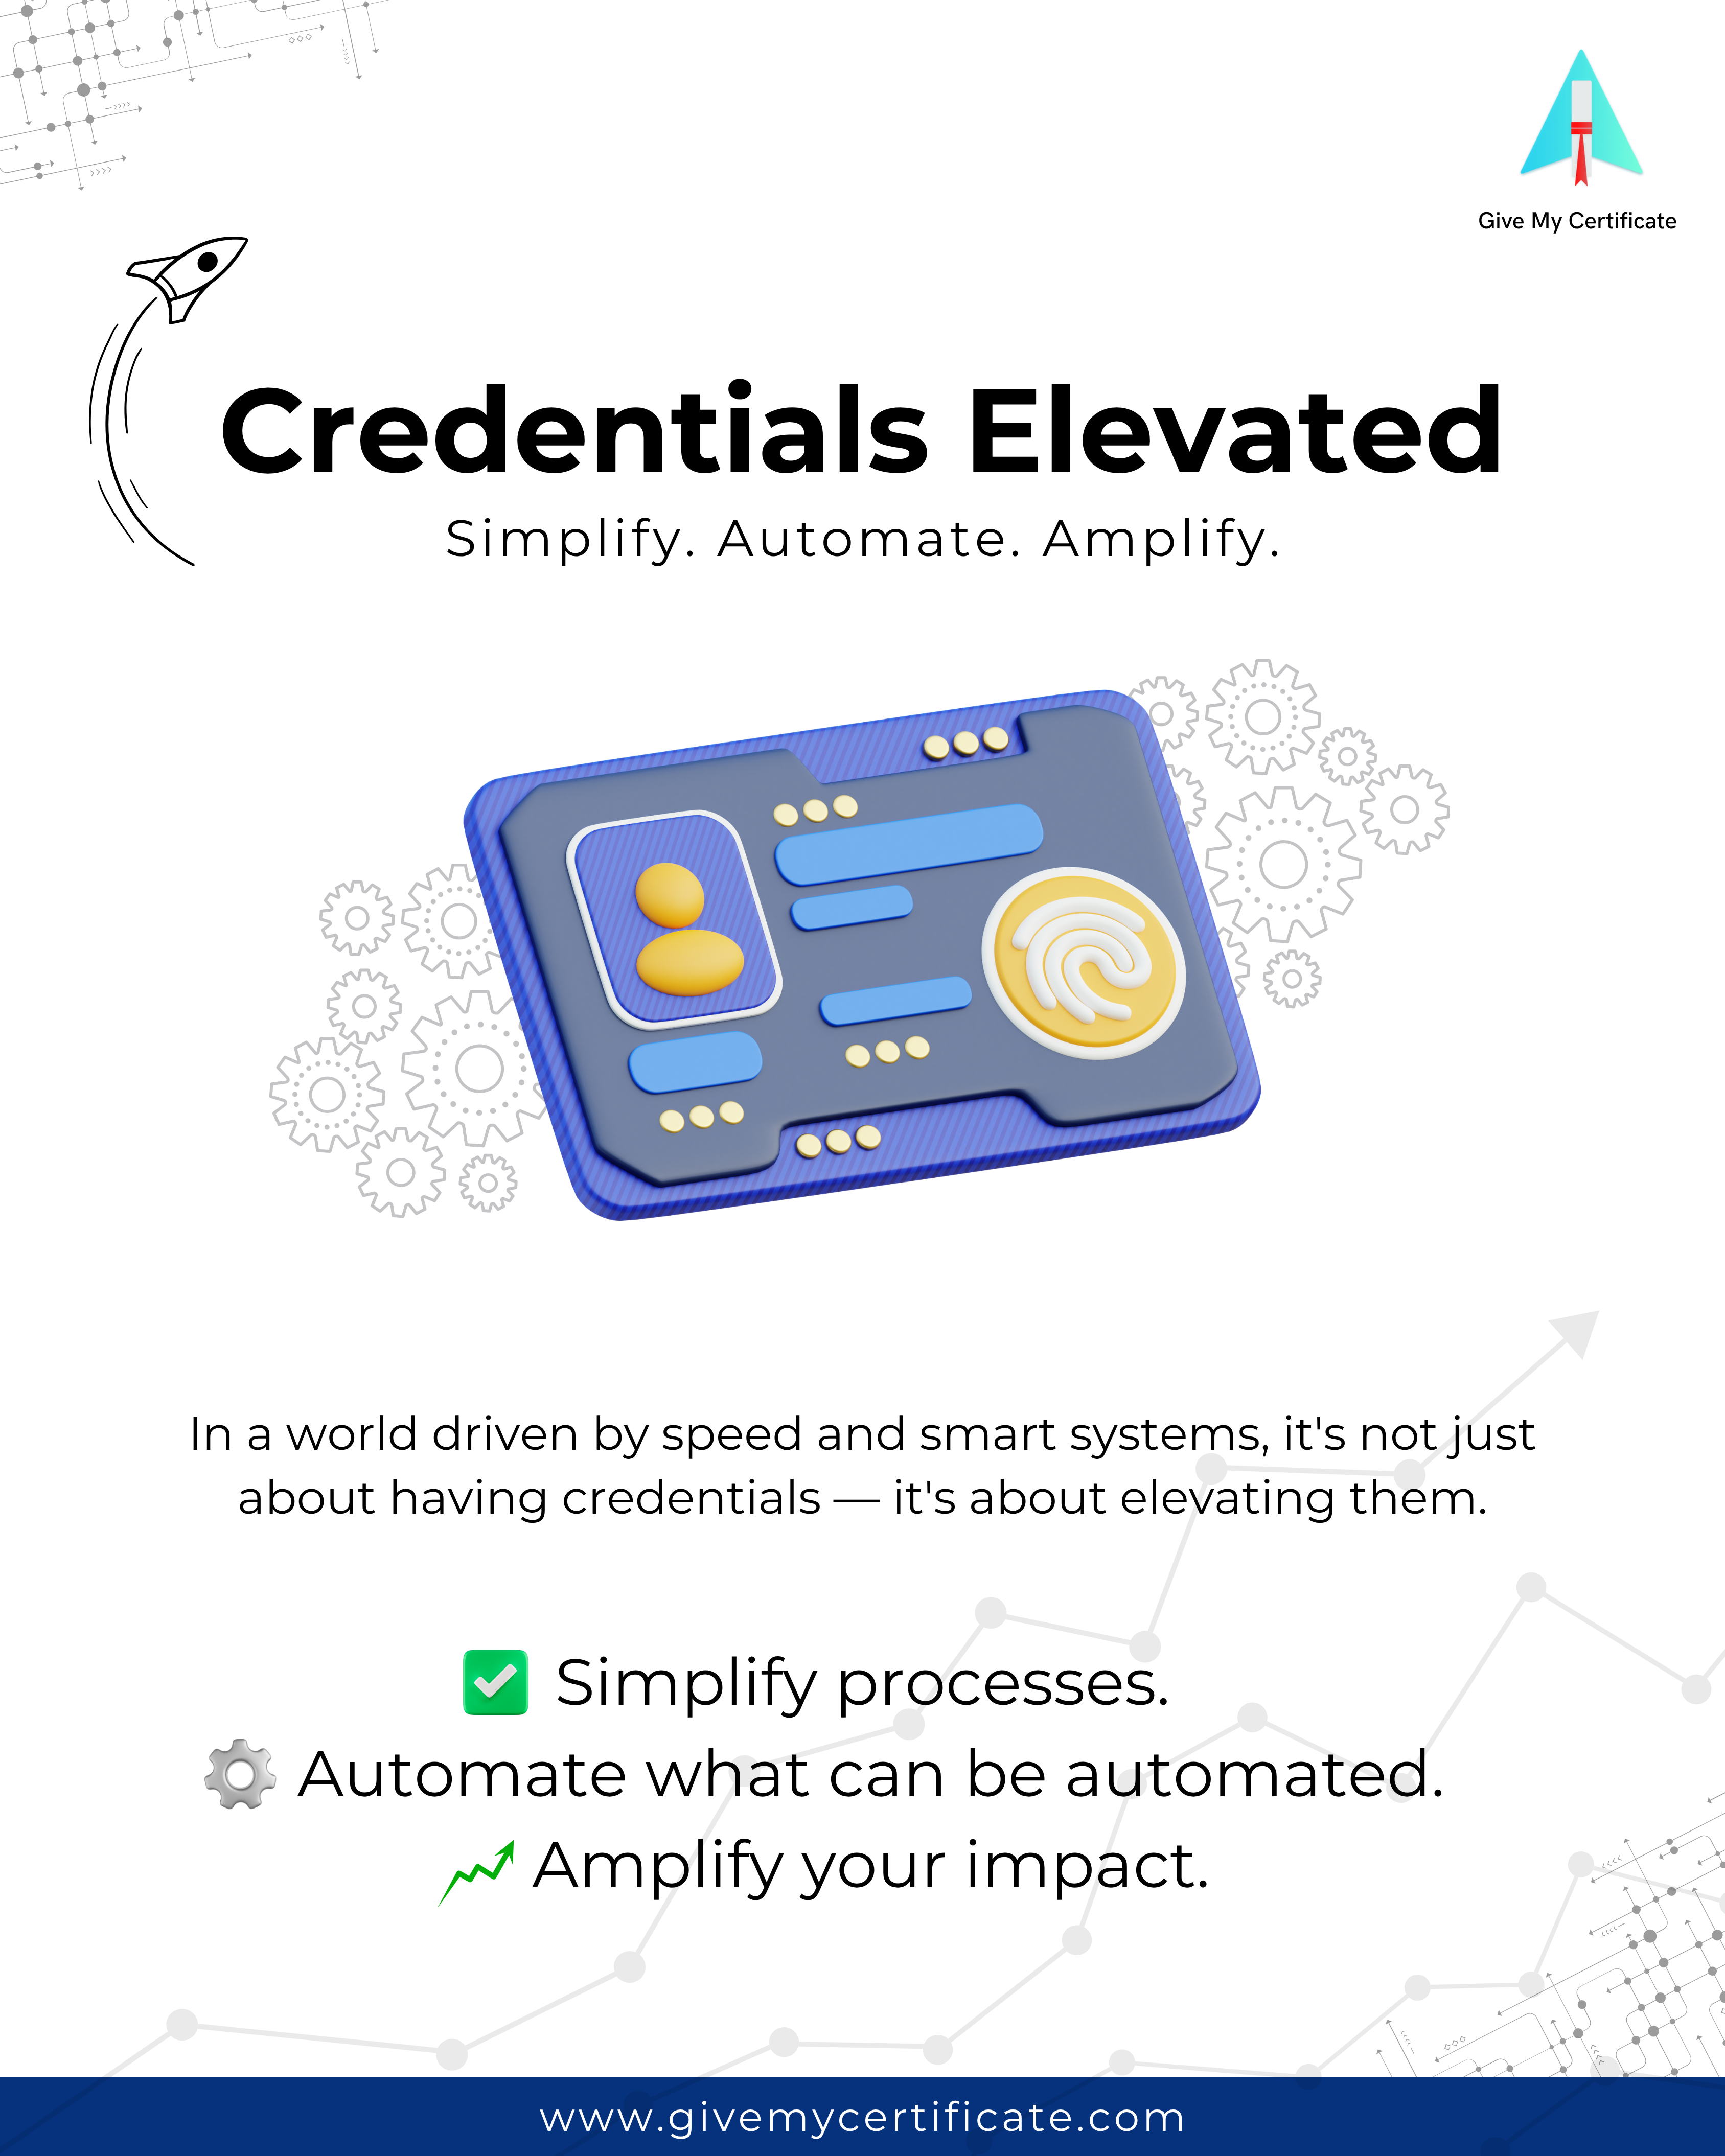 Give My Certificate
Credentials Elevated
Simplify. Automate. Amplify.
In a world driven by speed and smart systems, it's not just
about having credentials — it's about elevating them.
✅ Simplify processes.
⚙️ Automate what can be automated.
Amplify your impact.
www.givemycertificate.com